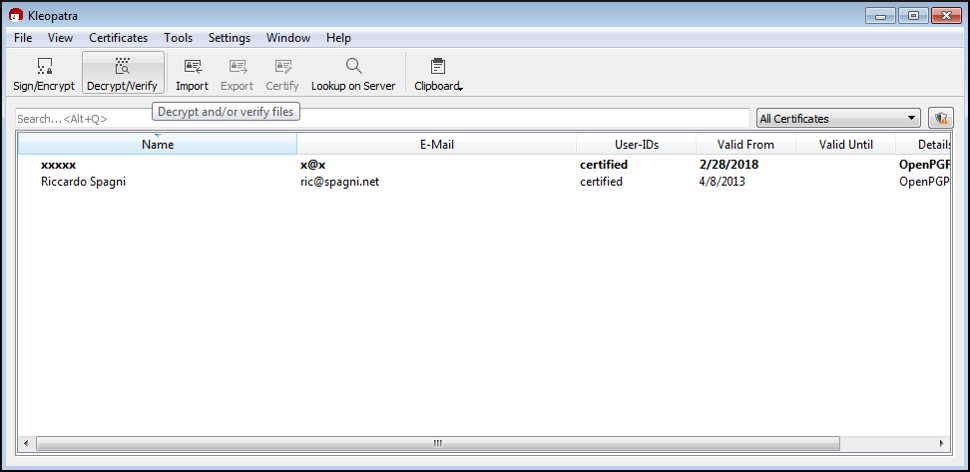 Kleopatra
File View Certificates Tools Settings Window Help
Sign/Encrypt Decrypt/Verify Import Export Certify Lookup on Server Clipboard
Decrypt and/or verify files
Search...<Alt+Q> All Certificates
Name E-Mail User-IDs Valid From Valid Until Details
xxxxx x@x certified 2/28/2018 OpenPGP
Riccardo Spagni ric@spagni.net certified 4/8/2013 OpenPGP